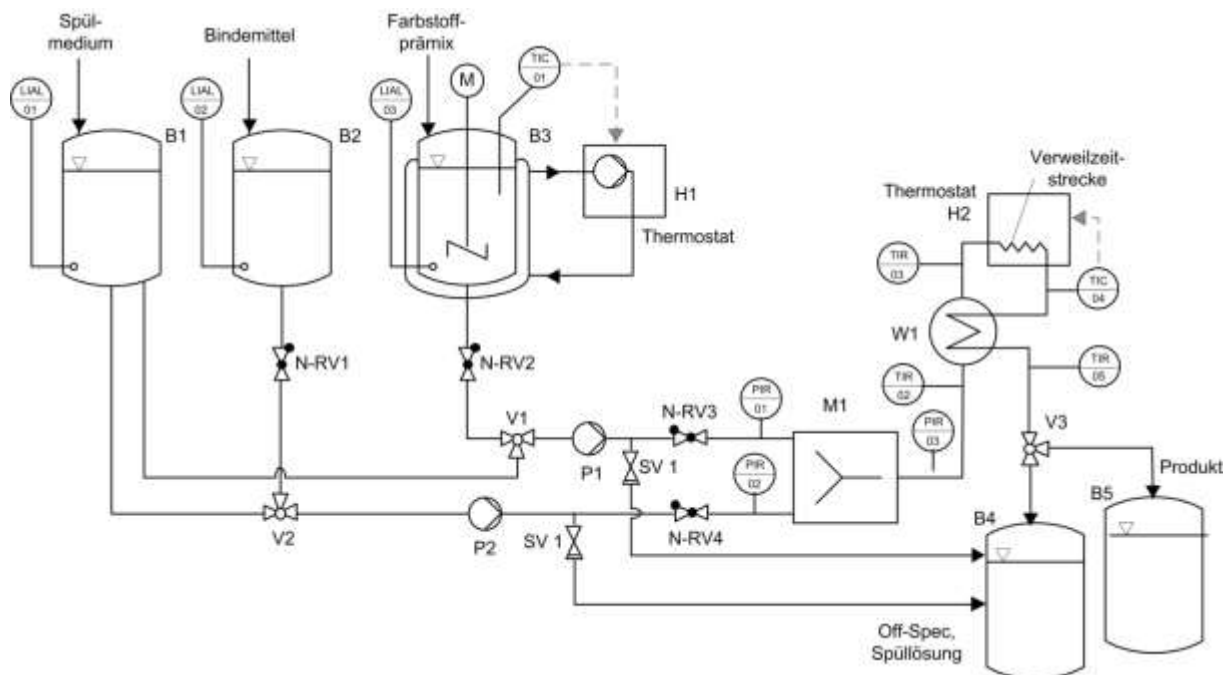 Spül-
medium
Bindemittel
Farbstoff-
prämix
TIC
01
M
LIAL
01
LIAL
02
LIAL
03
B1
B2
B3
H1
Thermostat
Verweilzeit-
strecke
Thermostat
H2
TIR
03
TIC
04
W1
N-RV1
N-RV2
TIR
02
TIR
05
V1
N-RV3
PIR
01
M1
PIR
03
V3
P1
SV 1
PIR
02
Produkt
V2
P2
SV 1
N-RV4
B4
B5
Off-Spec,
Spüllösung